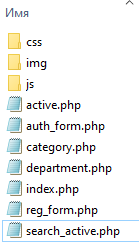 Имя
css
img
js
active.php
auth_form.php
category.php
department.php
index.php
reg_form.php
search_active.php